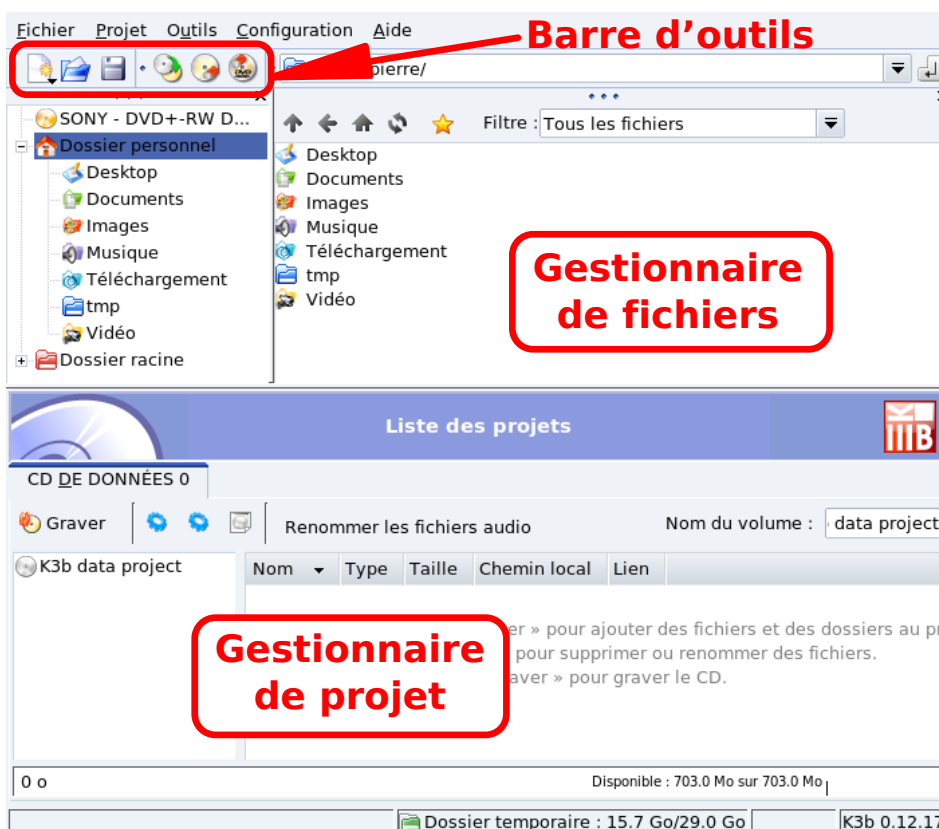 Fichier Projet Outils Configuration Aide
Barre d'outils
pierre/
SONY - DVD+-RW D...
Dossier personnel
Desktop
Documents
Images
Musique
Téléchargement
tmp
Vidéo
Dossier racine
Filtre : Tous les fichiers
Desktop
Documents
Images
Musique
Téléchargement
tmp
Vidéo
Gestionnaire
de fichiers
Liste des projets
CD DE DONNÉES 0
Graver Renommer les fichiers audio Nom du volume : data project
K3b data project
Nom Type Taille Chemin local Lien
» pour ajouter des fichiers et des dossiers au
pour supprimer ou renommer des fichiers.
» pour graver le CD.
Gestionnaire
de projet
0 o Disponible : 703.0 Mo sur 703.0 Mo
Dossier temporaire : 15.7 Go/29.0 Go K3b 0.12.17